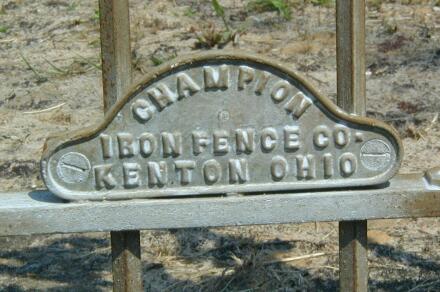 CHAMPION
IRON FENCE CO.
KENTON OHIO